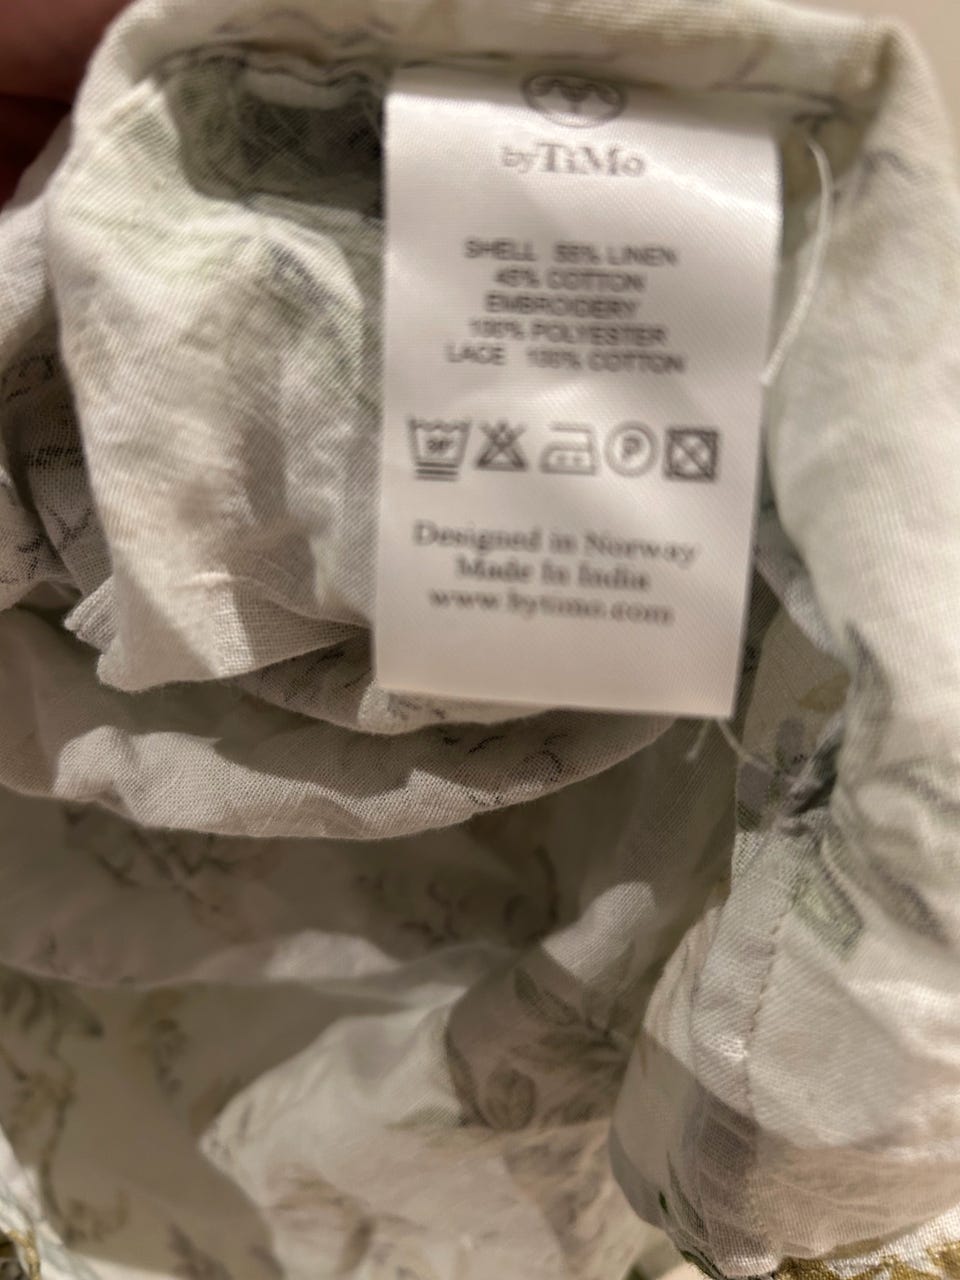 byTiMo
SHELL 55% LINEN
45% COTTON
EMBROIDERY
100% POLYESTER
LACE 100% COTTON
P
Designed in Norway
Made In India
www.bytimo.com